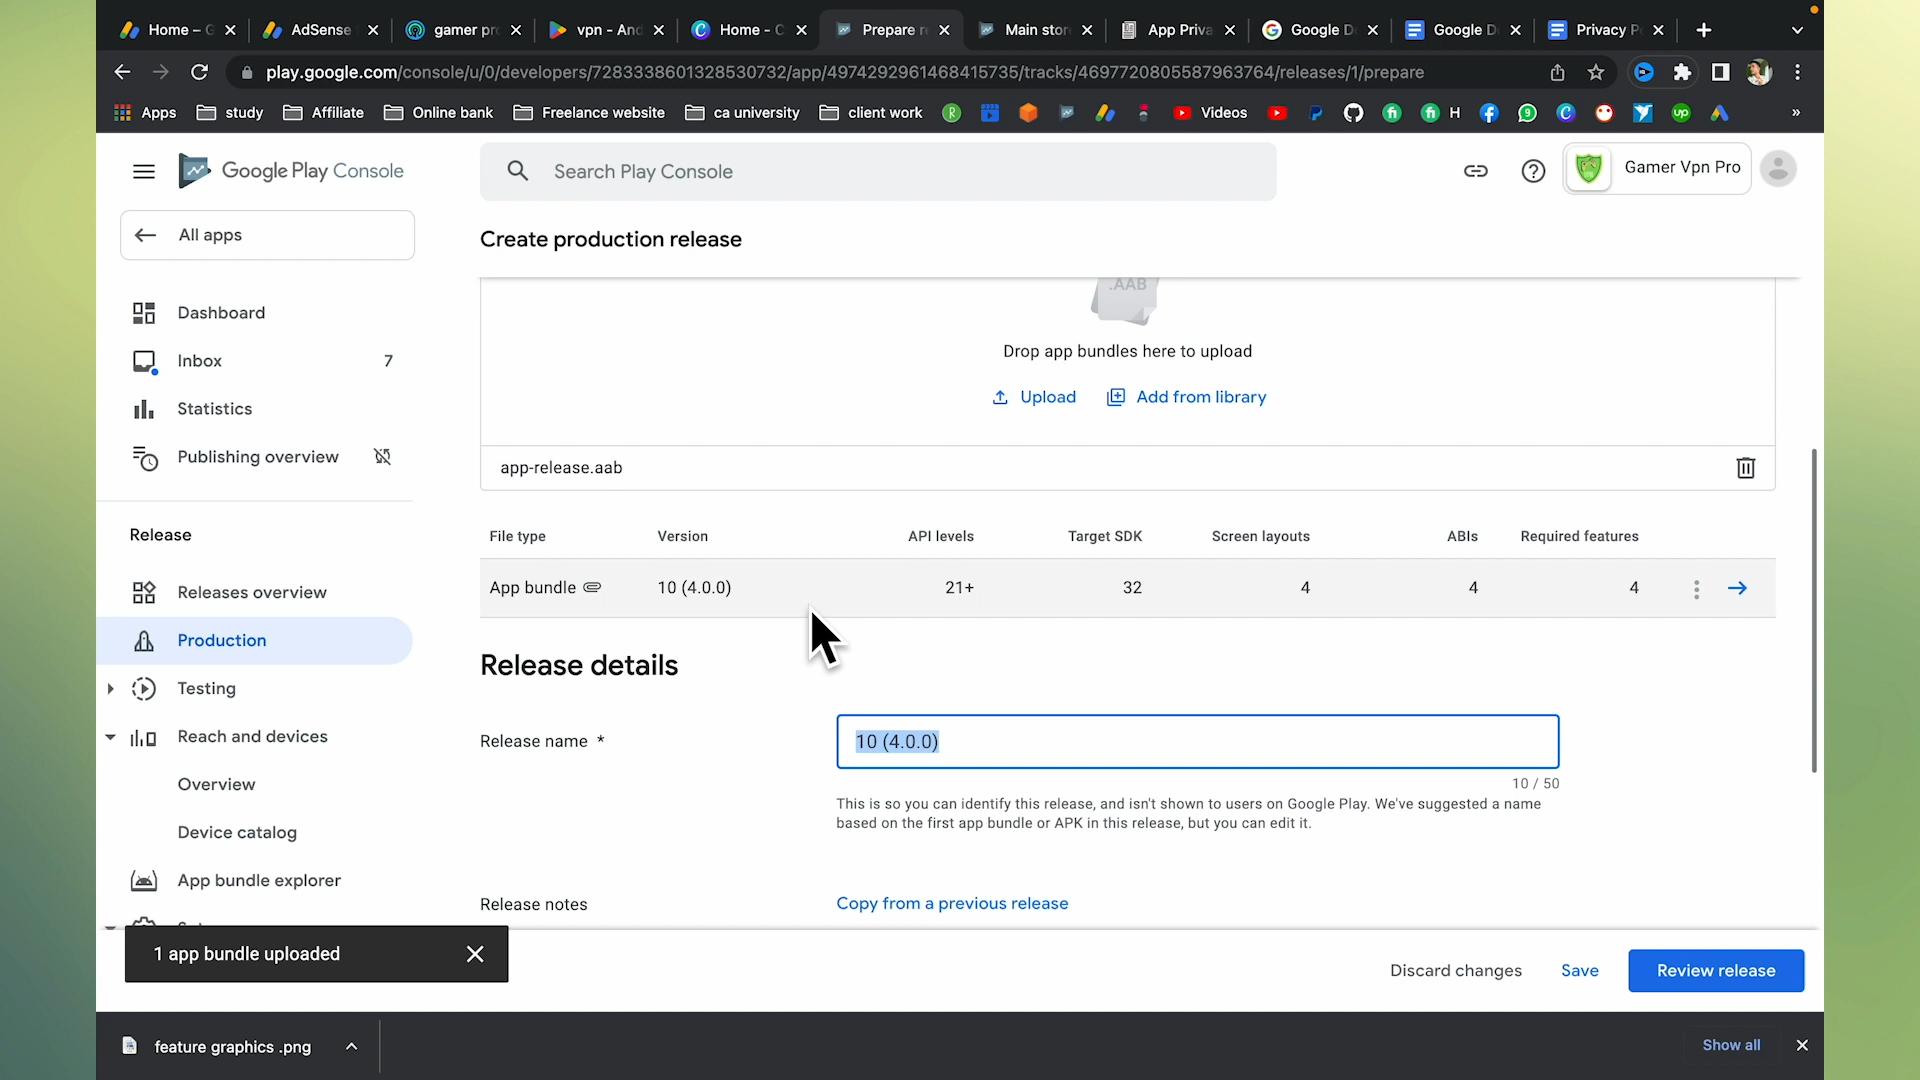 Home – G
AdSense
gamer pr
vpn - And
Home - C
Prepare r
Main stor
App Priva
Google D
Google D
Privacy P
play.google.com/console/u/0/developers/7283338601328530732/app/4974292961468415735/tracks/4697720805587963764/releases/1/prepare
Apps study Affiliate Online bank Freelance website ca university client work Videos H »
Google Play Console
Search Play Console
Gamer Vpn Pro
All apps
Create production release
Dashboard
Inbox 7
Statistics
Publishing overview
Release
Releases overview
Production
Testing
Reach and devices
Overview
Device catalog
App bundle explorer
.AAB
Drop app bundles here to upload
Upload Add from library
app-release.aab
File type Version API levels Target SDK Screen layouts ABIs Required features
App bundle 10 (4.0.0) 21+ 32 4 4 4
Release details
Release name * 10 (4.0.0)
10 / 50
This is so you can identify this release, and isn't shown to users on Google Play. We've suggested a name
based on the first app bundle or APK in this release, but you can edit it.
Release notes Copy from a previous release
1 app bundle uploaded
Discard changes Save Review release
feature graphics .png
Show all